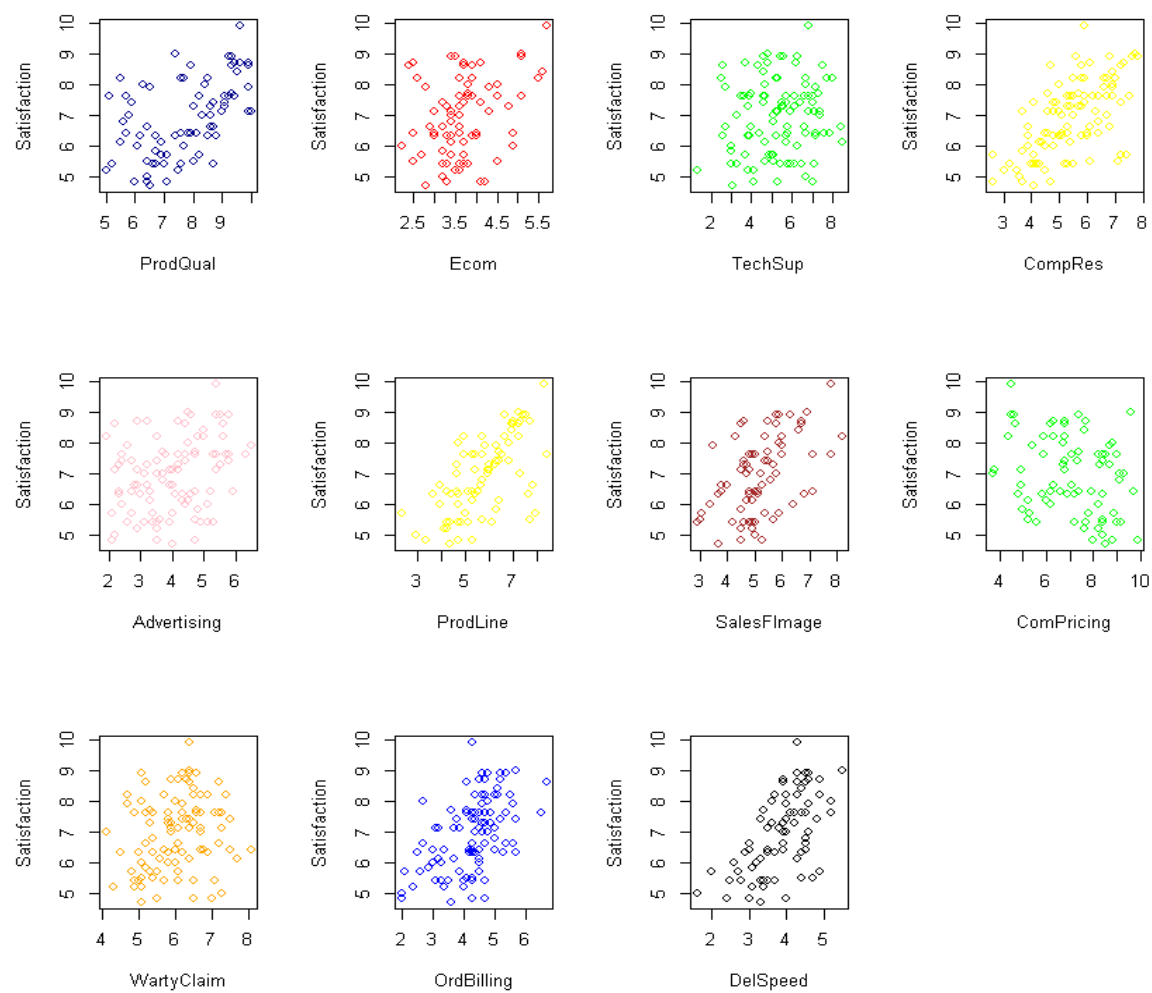 Satisfaction
5 6 7 8 9 10
5 6 7 8 9
ProdQual
Satisfaction
5 6 7 8 9 10
2.5 3.5 4.5 5.5
Ecom
Satisfaction
5 6 7 8 9 10
2 4 6 8
TechSup
Satisfaction
5 6 7 8 9 10
3 4 5 6 7 8
CompRes
Satisfaction
5 6 7 8 9 10
2 3 4 5 6
Advertising
Satisfaction
5 6 7 8 9 10
3 5 7
ProdLine
Satisfaction
5 6 7 8 9 10
3 4 5 6 7 8
SalesFImage
Satisfaction
5 6 7 8 9 10
4 6 8 10
ComPricing
Satisfaction
5 6 7 8 9 10
4 5 6 7 8
WartyClaim
Satisfaction
5 6 7 8 9 10
2 3 4 5 6
OrdBilling
Satisfaction
5 6 7 8 9 10
2 3 4 5
DelSpeed